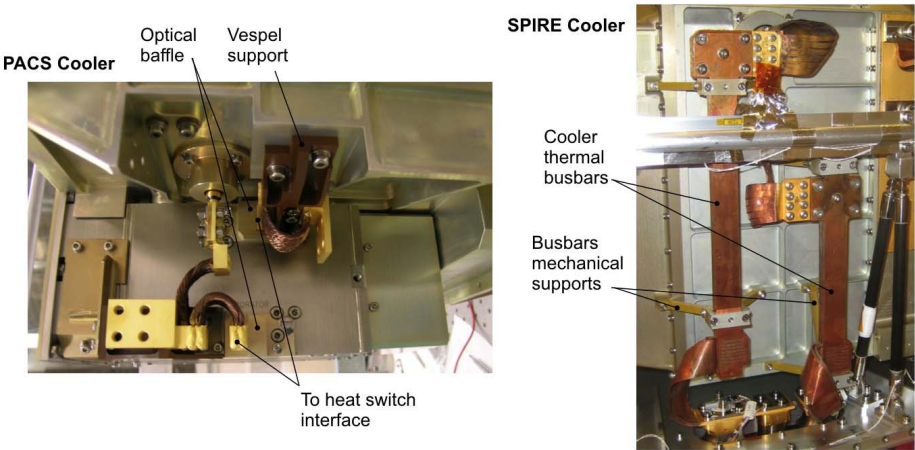 PACS Cooler
Optical
baffle
Vespel
support
To heat switch
interface
SPIRE Cooler
Cooler
thermal
busbars
Busbars
mechanical
supports